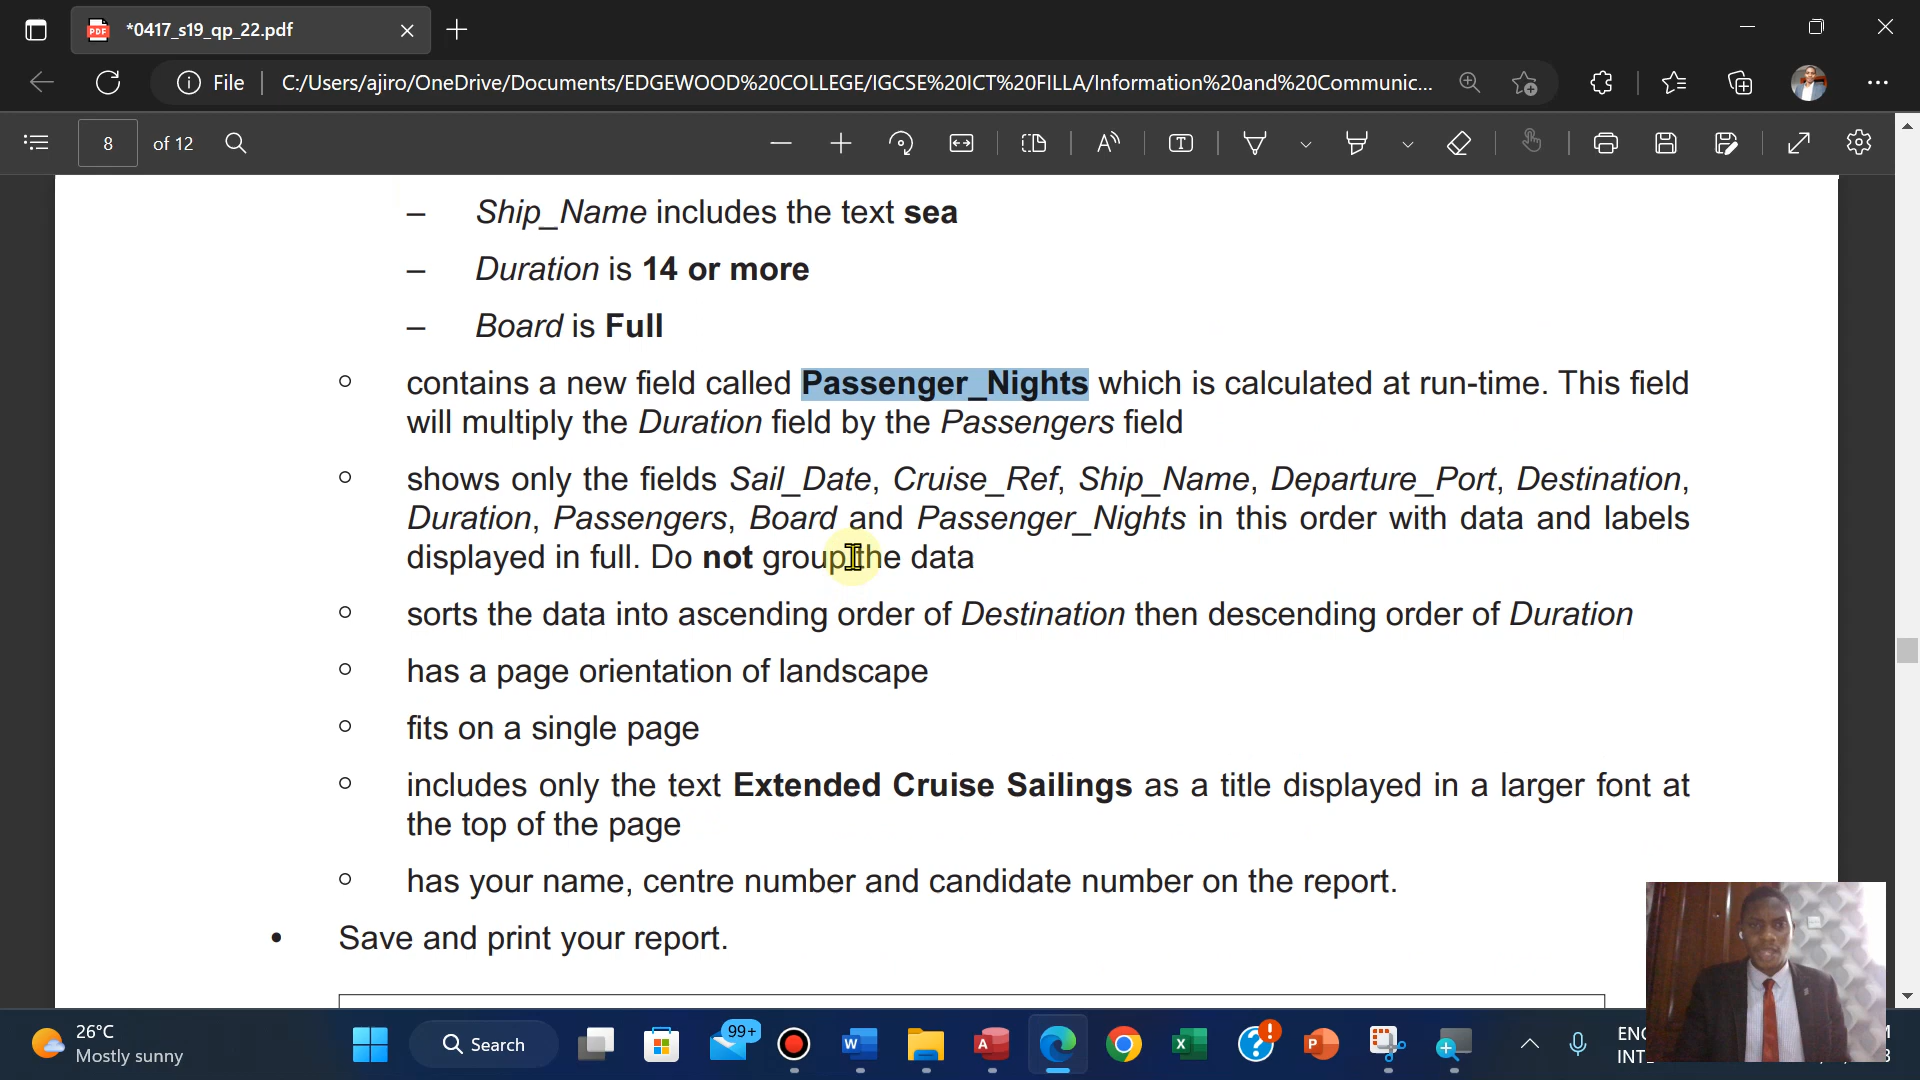 *0417_s19_qp_22.pdf
File
C:/Users/ajiro/OneDrive/Documents/EDGEWOOD%20COLLEGE/IGCSE%20ICT%20FILLA/Information%20and%20Communic...
8 of 12
– Ship_Name includes the text sea
– Duration is 14 or more
– Board is Full
contains a new field called Passenger_Nights which is calculated at run-time. This field
will multiply the Duration field by the Passengers field
shows only the fields Sail_Date, Cruise_Ref, Ship_Name, Departure_Port, Destination,
Duration, Passengers, Board and Passenger_Nights in this order with data and labels
displayed in full. Do not group the data
sorts the data into ascending order of Destination then descending order of Duration
has a page orientation of landscape
fits on a single page
includes only the text Extended Cruise Sailings as a title displayed in a larger font at
the top of the page
has your name, centre number and candidate number on the report.
• Save and print your report.
26°C
Mostly sunny
Search
99+